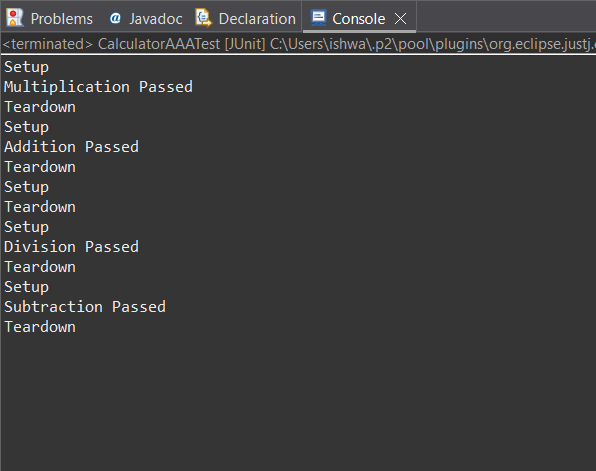 Problems @ Javadoc Declaration Console
<terminated> CalculatorAAATest [JUnit] C:\Users\ishwa\.p2\pool\plugins\org.eclipse.justj.
Setup
Multiplication Passed
Teardown
Setup
Addition Passed
Teardown
Setup
Teardown
Setup
Division Passed
Teardown
Setup
Subtraction Passed
Teardown